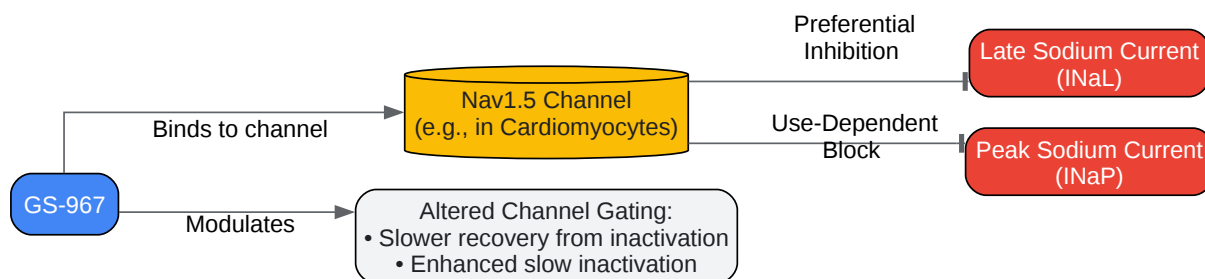 GS-967
Binds to channel
Modulates
Nav1.5 Channel
(e.g., in Cardiomyocytes)
Altered Channel Gating:
• Slower recovery from inactivation
• Enhanced slow inactivation
Preferential
Inhibition
Use-Dependent
Block
Late Sodium Current
(INaL)
Peak Sodium Current
(INaP)